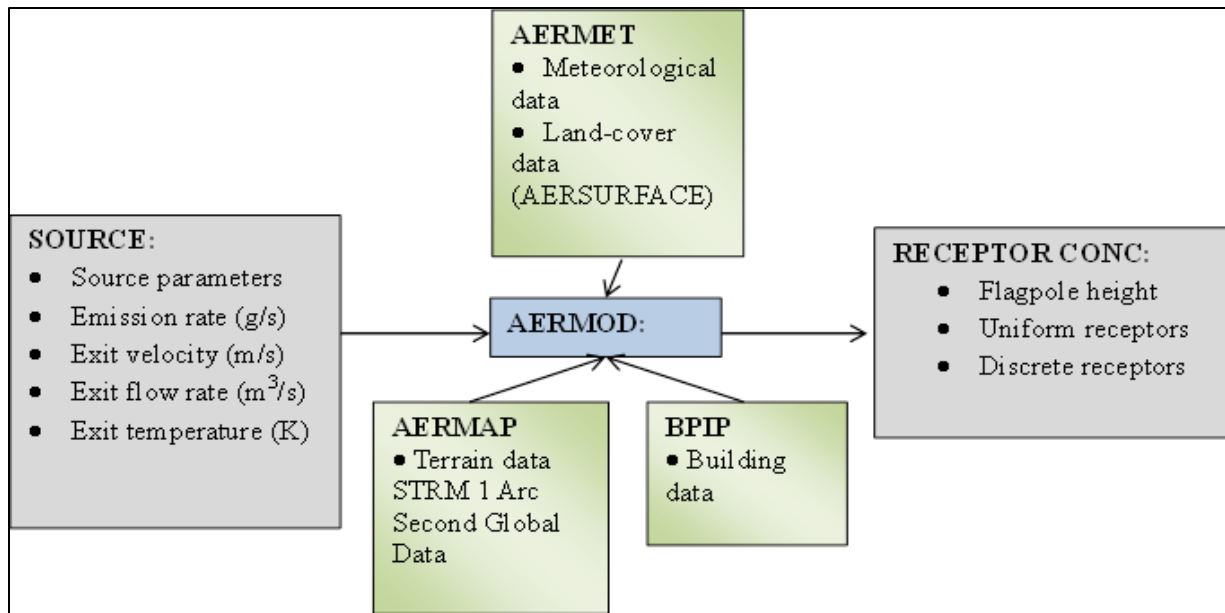 AERMET
• Meteorological
data
• Land-cover
data
(AERSURFACE)
SOURCE:
• Source parameters
• Emission rate (g/s)
• Exit velocity (m/s)
• Exit flow rate (m³/s)
• Exit temperature (K)
AERMOD:
RECEPTOR CONC:
• Flagpole height
• Uniform receptors
• Discrete receptors
AERMAP
• Terrain data
STRM 1 Arc
Second Global
Data
BPIP
• Building
data